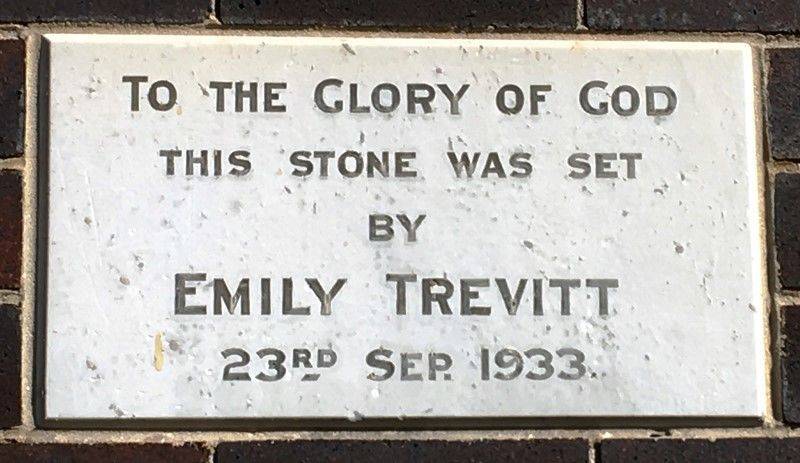 TO THE GLORY OF GOD
THIS STONE WAS SET
BY
EMILY TREVITT
23RD SEP. 1933.